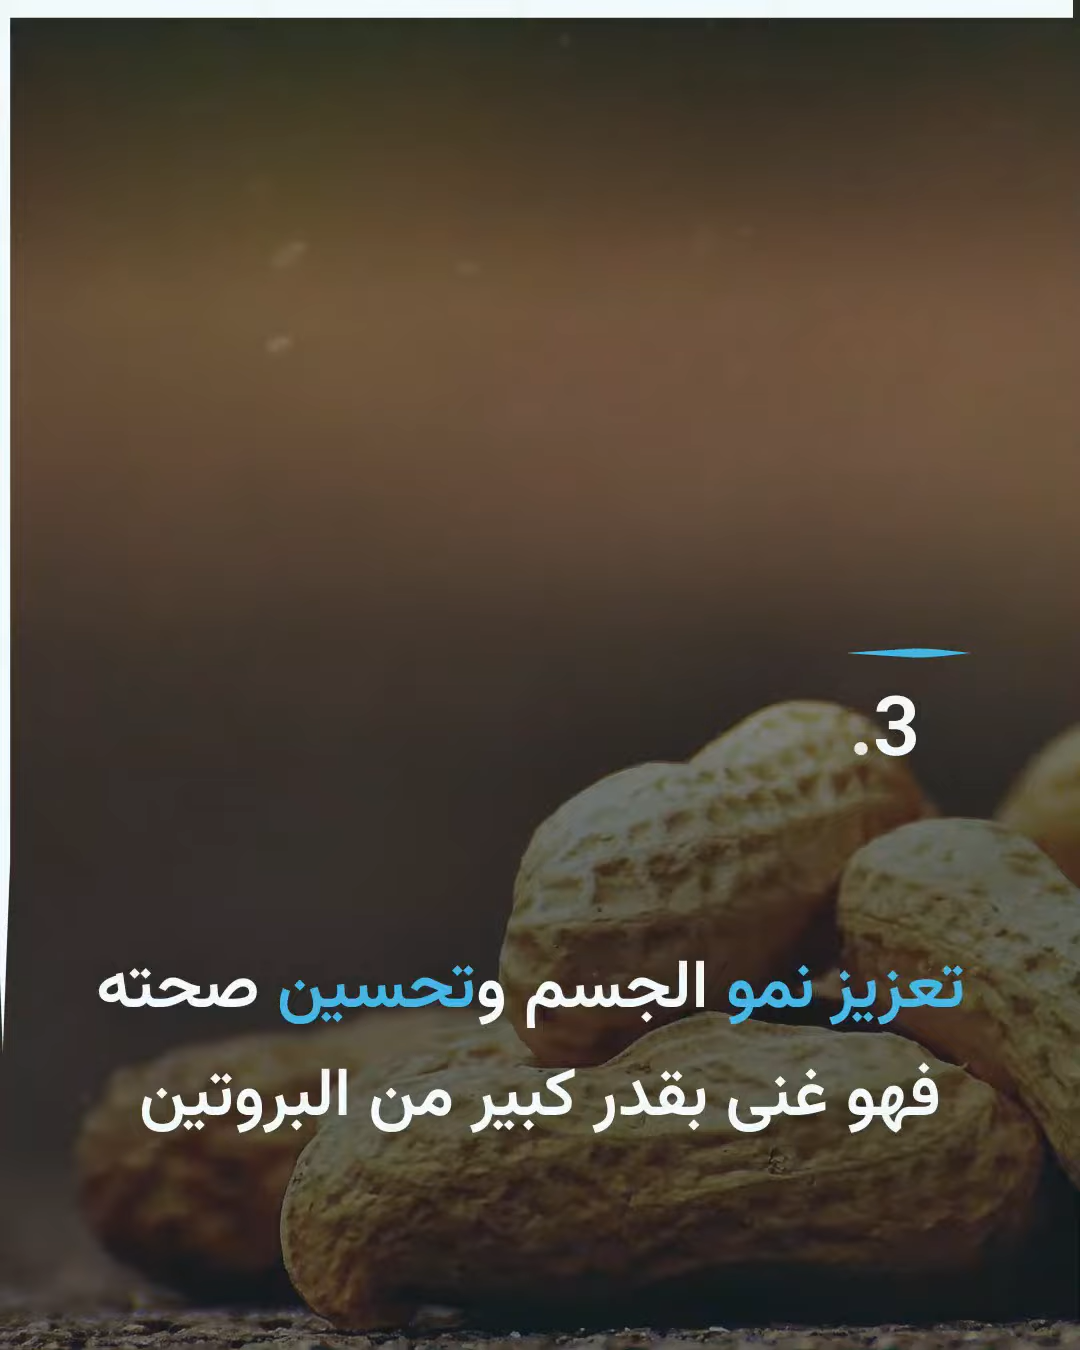 3.
تعزيز نمو الجسم وتحسين صحته
فهو غنى بقدر كبير من البروتين